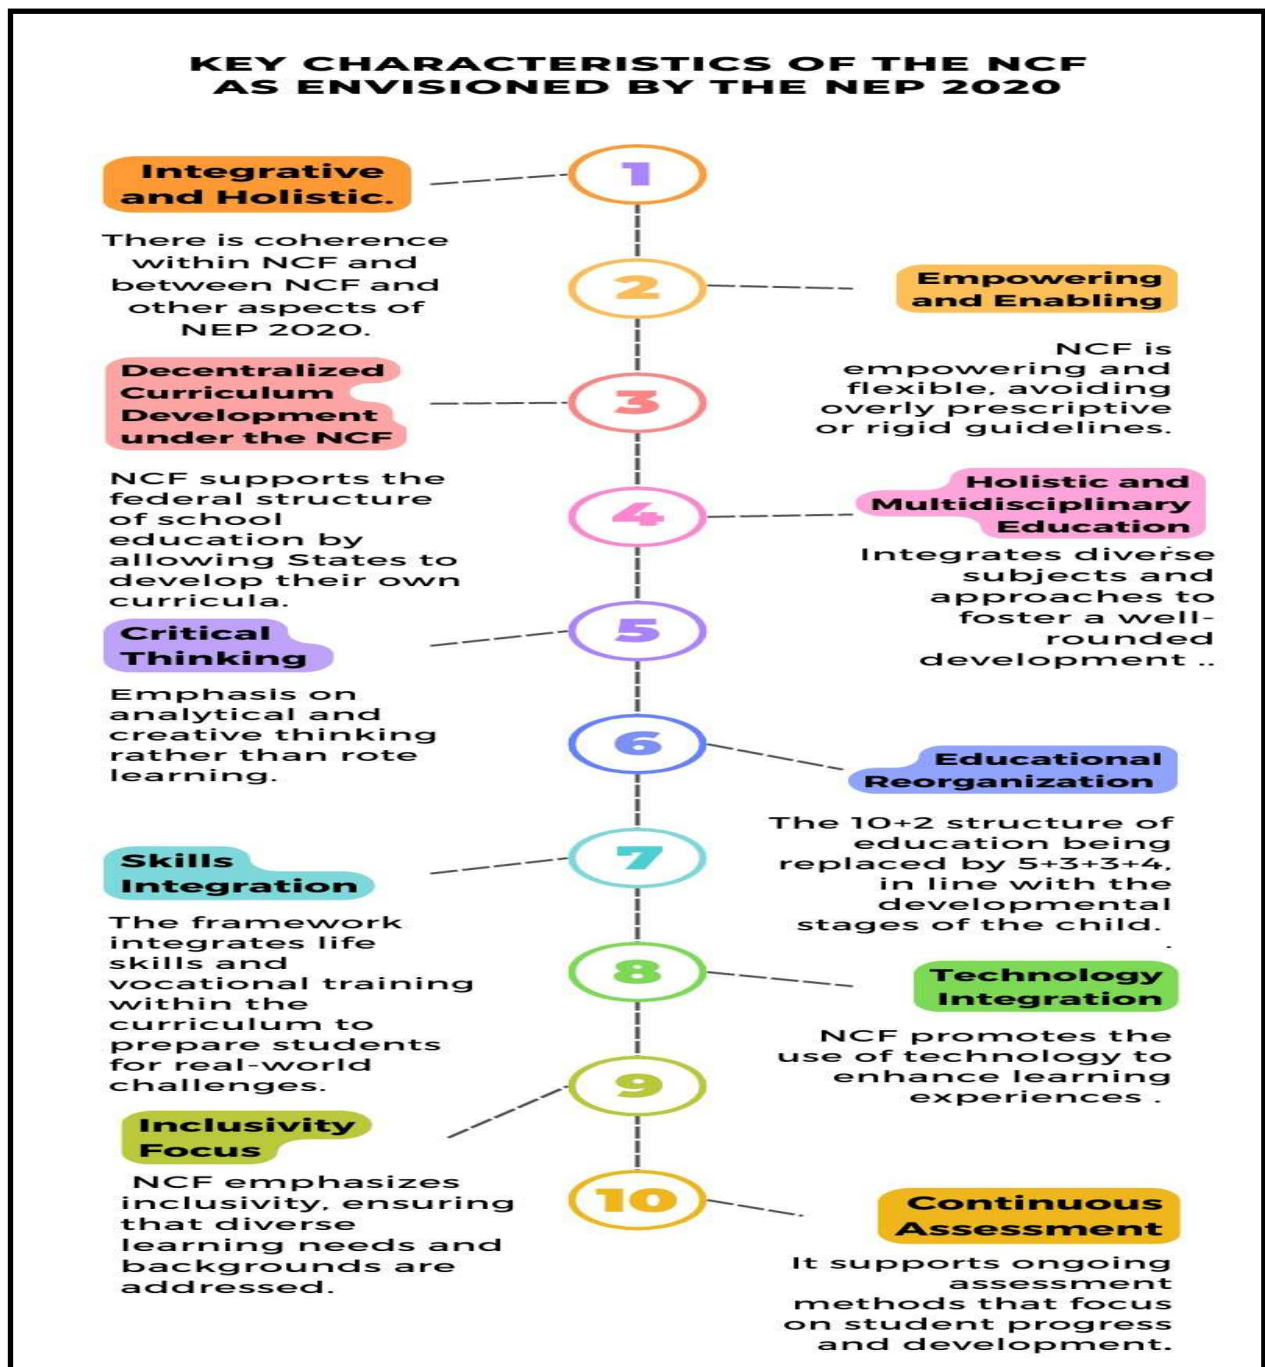 KEY CHARACTERISTICS OF THE NCF
AS ENVISIONED BY THE NEP 2020
1
Integrative
and Holistic.
There is coherence
within NCF and
between NCF and
other aspects of
NEP 2020.
2
Empowering
and Enabling
NCF is
empowering and
flexible, avoiding
overly prescriptive
or rigid guidelines.
3
Decentralized
Curriculum
Development
under the NCF
NCF supports the
federal structure
of school
education by
allowing States to
develop their own
curricula.
4
Holistic and
Multidisciplinary
Education
Integrates diverse
subjects and
approaches to
foster a well-
rounded
development ..
5
Critical
Thinking
Emphasis on
analytical and
creative thinking
rather than rote
learning.
6
Educational
Reorganization
The 10+2 structure of
education being
replaced by 5+3+3+4,
in line with the
developmental
stages of the child.
.
7
Skills
Integration
The framework
integrates life
skills and
vocational training
within the
curriculum to
prepare students
for real-world
challenges.
8
Technology
Integration
NCF promotes the
use of technology to
enhance learning
experiences .
9
Inclusivity
Focus
NCF emphasizes
inclusivity, ensuring
that diverse
learning needs and
backgrounds are
addressed.
10
Continuous
Assessment
It supports ongoing
assessment
methods that focus
on student progress
and development.